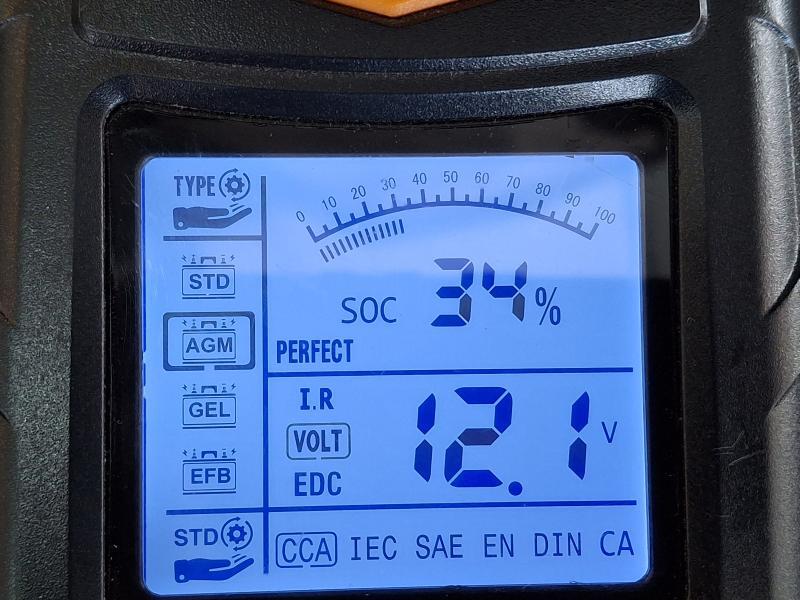 TYPE
0 10 20 30 40 50 60 70 80 90 100
STD
AGM
GEL
EFB
STD
SOC 34%
PERFECT
I.R
VOLT
EDC
12.1 V
CCA IEC SAE EN DIN CA